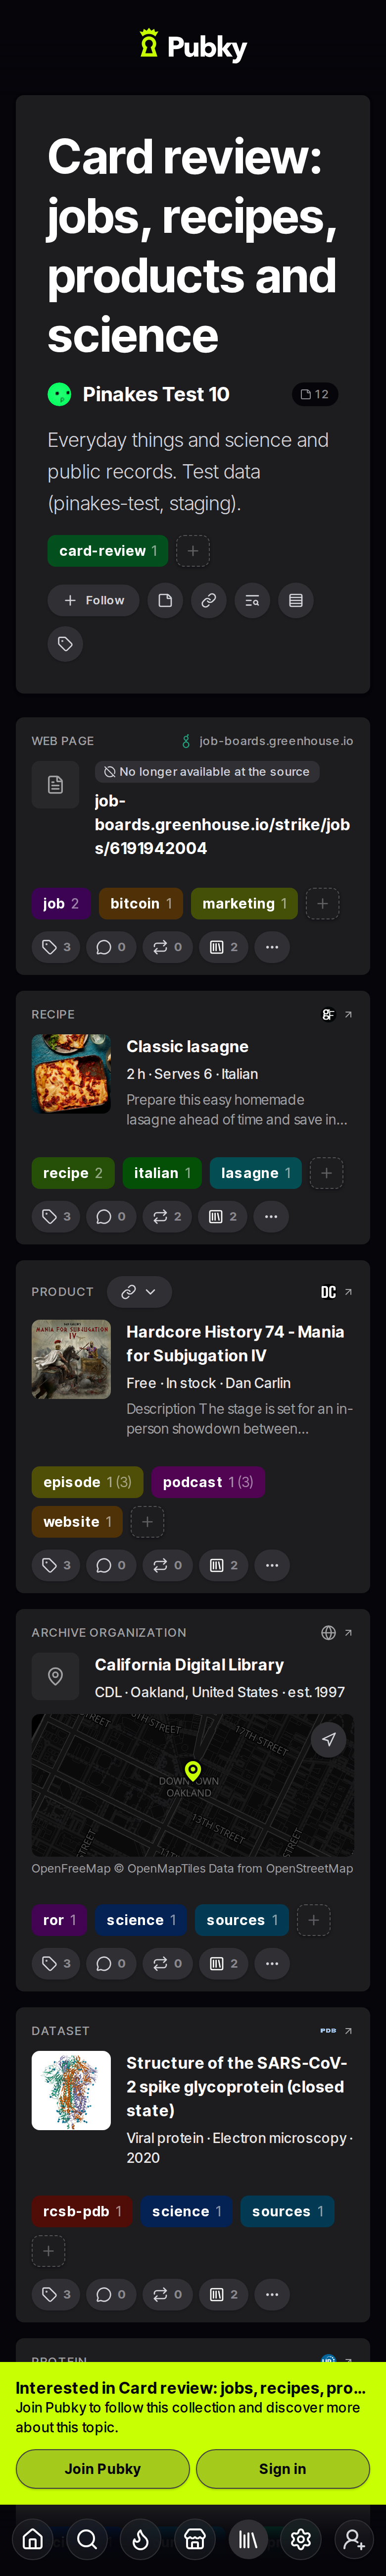 Pubky
Card review:
jobs, recipes,
products and
science
Pinakes Test 10
12
Everyday things and science and
public records. Test data
(pinakes-test, staging).
card-review 1
Follow
WEB PAGE
job-boards.greenhouse.io
No longer available at the source
job-
boards.greenhouse.io/strike/job
s/6191942004
job 2
bitcoin 1
marketing 1
3 0 0 2
RECIPE
Classic lasagne
2 h · Serves 6 · Italian
Prepare this easy homemade
lasagne ahead of time and save in...
recipe 2
italian 1
lasagne 1
3 0 2 2
PRODUCT
DC
MANIA FOR SUBJUGATION
IV
Hardcore History 74 - Mania
for Subjugation IV
Free · In stock · Dan Carlin
Description The stage is set for an in-
person showdown between...
episode 1 (3)
podcast 1 (3)
website 1
3 0 0 2
ARCHIVE ORGANIZATION
California Digital Library
CDL · Oakland, United States · est. 1997
17TH STREET
DOWNTOWN
OAKLAND
13TH STREET
OpenFreeMap © OpenMapTiles Data from OpenStreetMap
ror 1
science 1
sources 1
3 0 0 2
DATASET
PDB
Structure of the SARS-CoV-
2 spike glycoprotein (closed
state)
Viral protein · Electron microscopy ·
2020
rcsb-pdb 1
science 1
sources 1
3 0 0 2
PROTEIN
Interested in Card review: jobs, recipes, pro...
Join Pubky to follow this collection and discover more
about this topic.
Join Pubky
Sign in